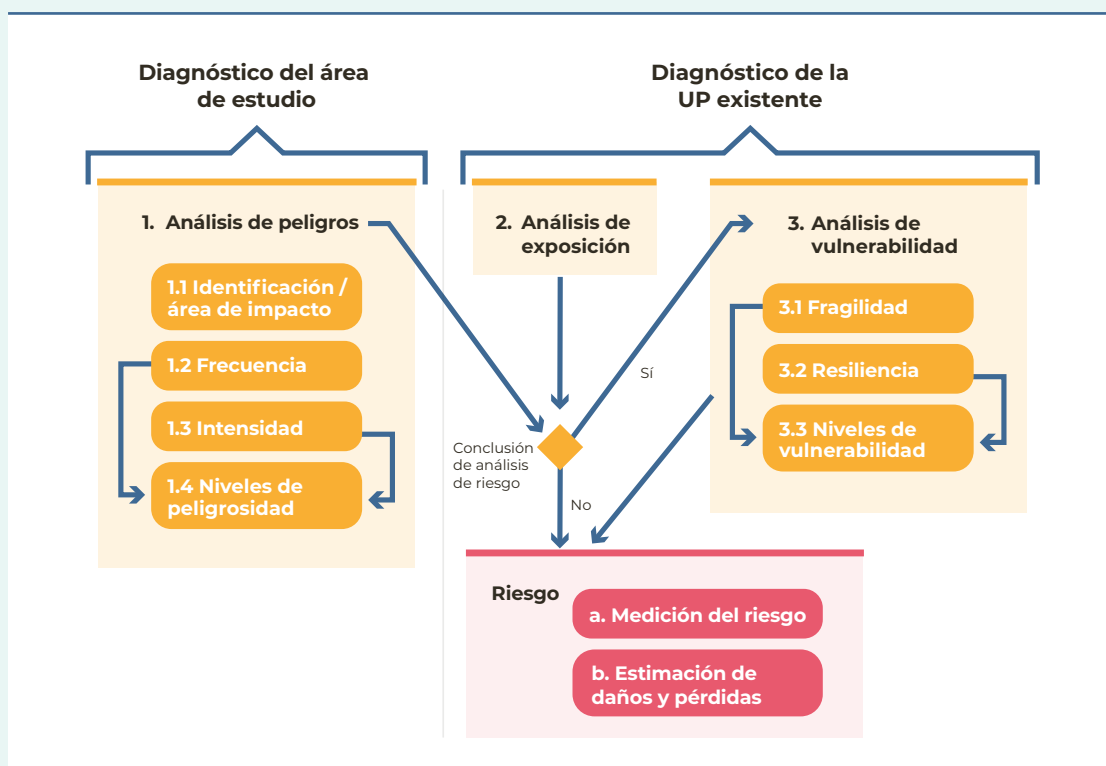 Diagnóstico del área
de estudio
Diagnóstico de la
UP existente
1. Análisis de peligros
1.1 Identificación /
área de impacto
1.2 Frecuencia
1.3 Intensidad
1.4 Niveles de
peligrosidad
2. Análisis de
exposición
3. Análisis de
vulnerabilidad
3.1 Fragilidad
3.2 Resiliencia
3.3 Niveles de
vulnerabilidad
Sí
Conclusión
de análisis
de riesgo
No
Riesgo
a. Medición del riesgo
b. Estimación de
daños y pérdidas